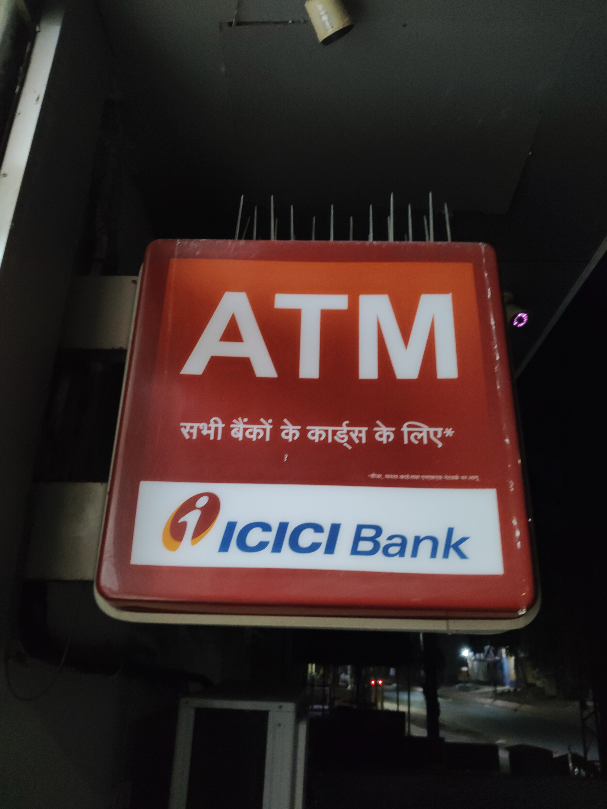 ATM
सभी बैंकों के कार्ड्स के लिए*
i ICICI Bank